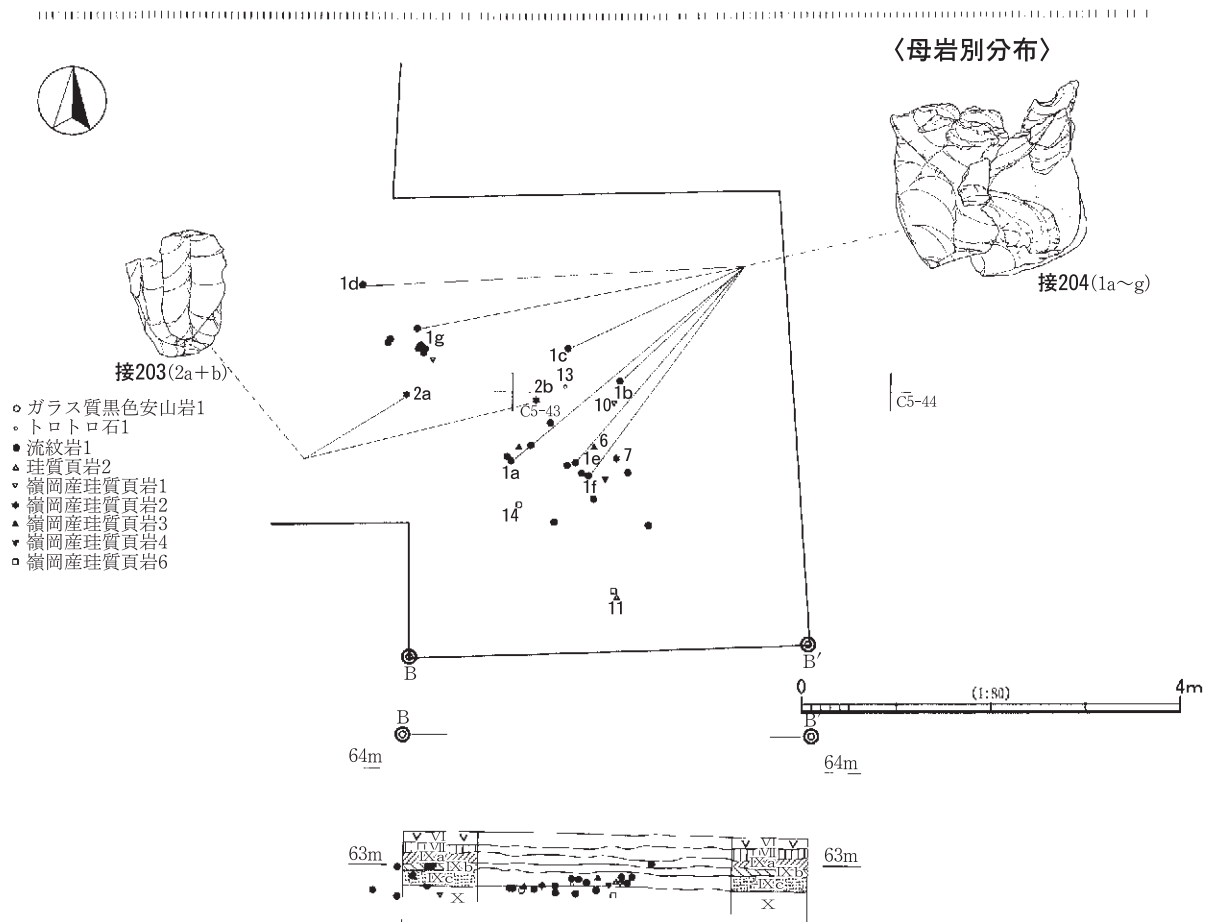 〈母岩別分布〉
接204(1a～g)
1d
1g
1c
接203(2a+b)
13
2a
2b
1b
10
C5-43
C5-44
ガラス質黒色安山岩1
トロトロ石1
流紋岩1
珪質頁岩2
嶺岡産珪質頁岩1
嶺岡産珪質頁岩2
嶺岡産珪質頁岩3
嶺岡産珪質頁岩4
嶺岡産珪質頁岩6
6
1a
1e
7
1f
14
11
B
B'
0
(1:80)
4m
B
B'
64m
64m
63m
VI
VII
IXa
IXb
IXc
X
VI
VII
IXa
IXb
IXc
X
63m